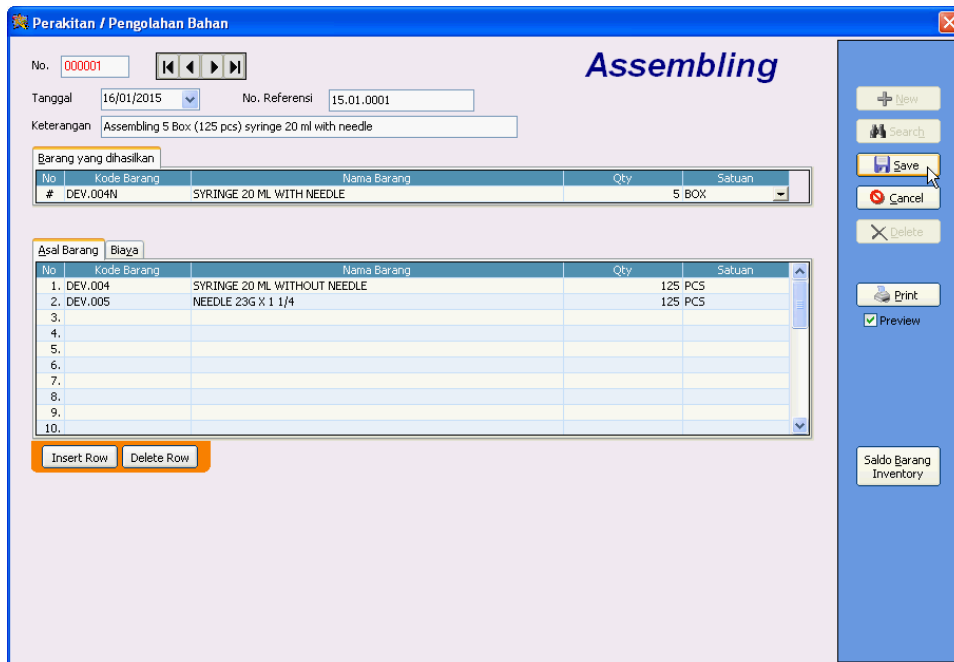 Perakitan / Pengolahan Bahan
No. 000001
Assembling
Tanggal 16/01/2015 No. Referensi 15.01.0001
Keterangan Assembling 5 Box (125 pcs) syringe 20 ml with needle
Barang yang dihasilkan
No Kode Barang Nama Barang Qty Satuan
# DEV.004N SYRINGE 20 ML WITH NEEDLE 5 BOX
Asal Barang Biaya
No Kode Barang Nama Barang Qty Satuan
1. DEV.004 SYRINGE 20 ML WITHOUT NEEDLE 125 PCS
2. DEV.005 NEEDLE 23G X 1 1/4 125 PCS
3.
4.
5.
6.
7.
8.
9.
10.
Insert Row Delete Row
New
Search
Save
Cancel
Delete
Print
Preview
Saldo Barang
Inventory